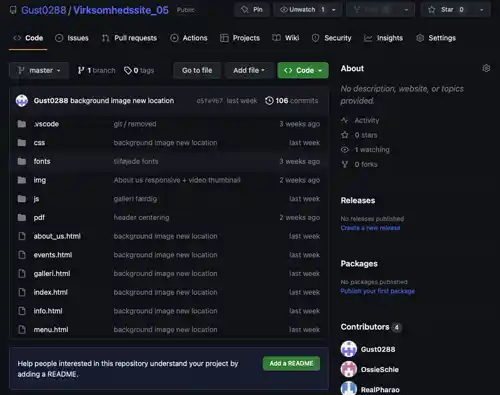 Gust0288 / Virksomhedssite_05 Public
Pin Unwatch 1 Fork 0 Star 0
Code Issues Pull requests Actions Projects Wiki Security Insights Settings
master 1 branch 0 tags Go to file Add file Code
Gust0288 background image new location last week 106 commits
.vscode git / removed 3 weeks ago
css background image new location last week
fonts tilføjede fonts 3 weeks ago
img About us responsive + video thumbnail 2 weeks ago
js galleri færdig last week
pdf header centering 2 weeks ago
about_us.html background image new location last week
events.html background image new location last week
galleri.html background image new location last week
index.html background image new location last week
info.html background image new location last week
menu.html background image new location last week
Help people interested in this repository understand your project by
adding a README.
Add a README
About
No description, website, or topics
provided.
Activity
0 stars
1 watching
0 forks
Releases
No releases published
Create a new release
Packages
No packages published
Publish your first package
Contributors 4
Gust0288
OssieSchie
RealPharao